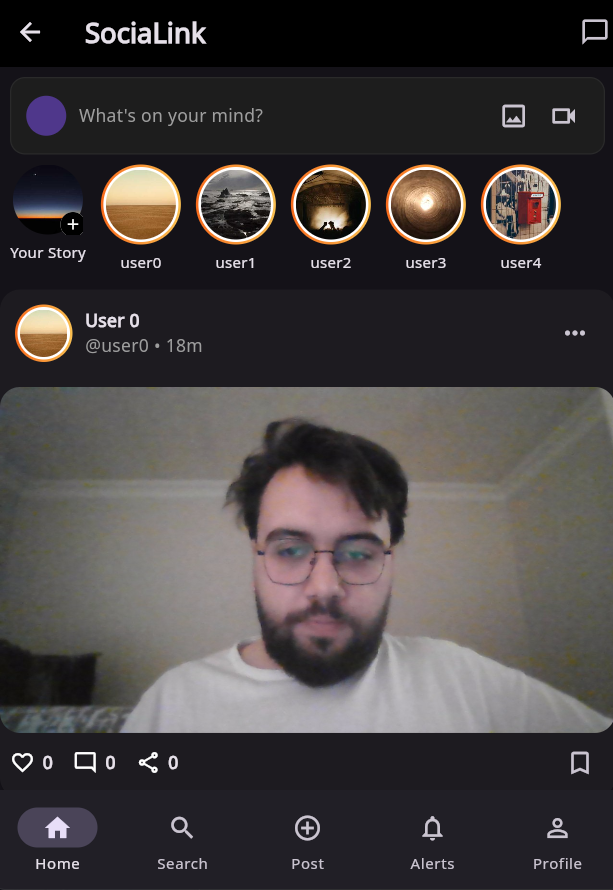 SociaLink
What's on your mind?
Your Story
user0
user1
user2
user3
user4
User 0
@user0 • 18m
0
0
0
Home
Search
Post
Alerts
Profile